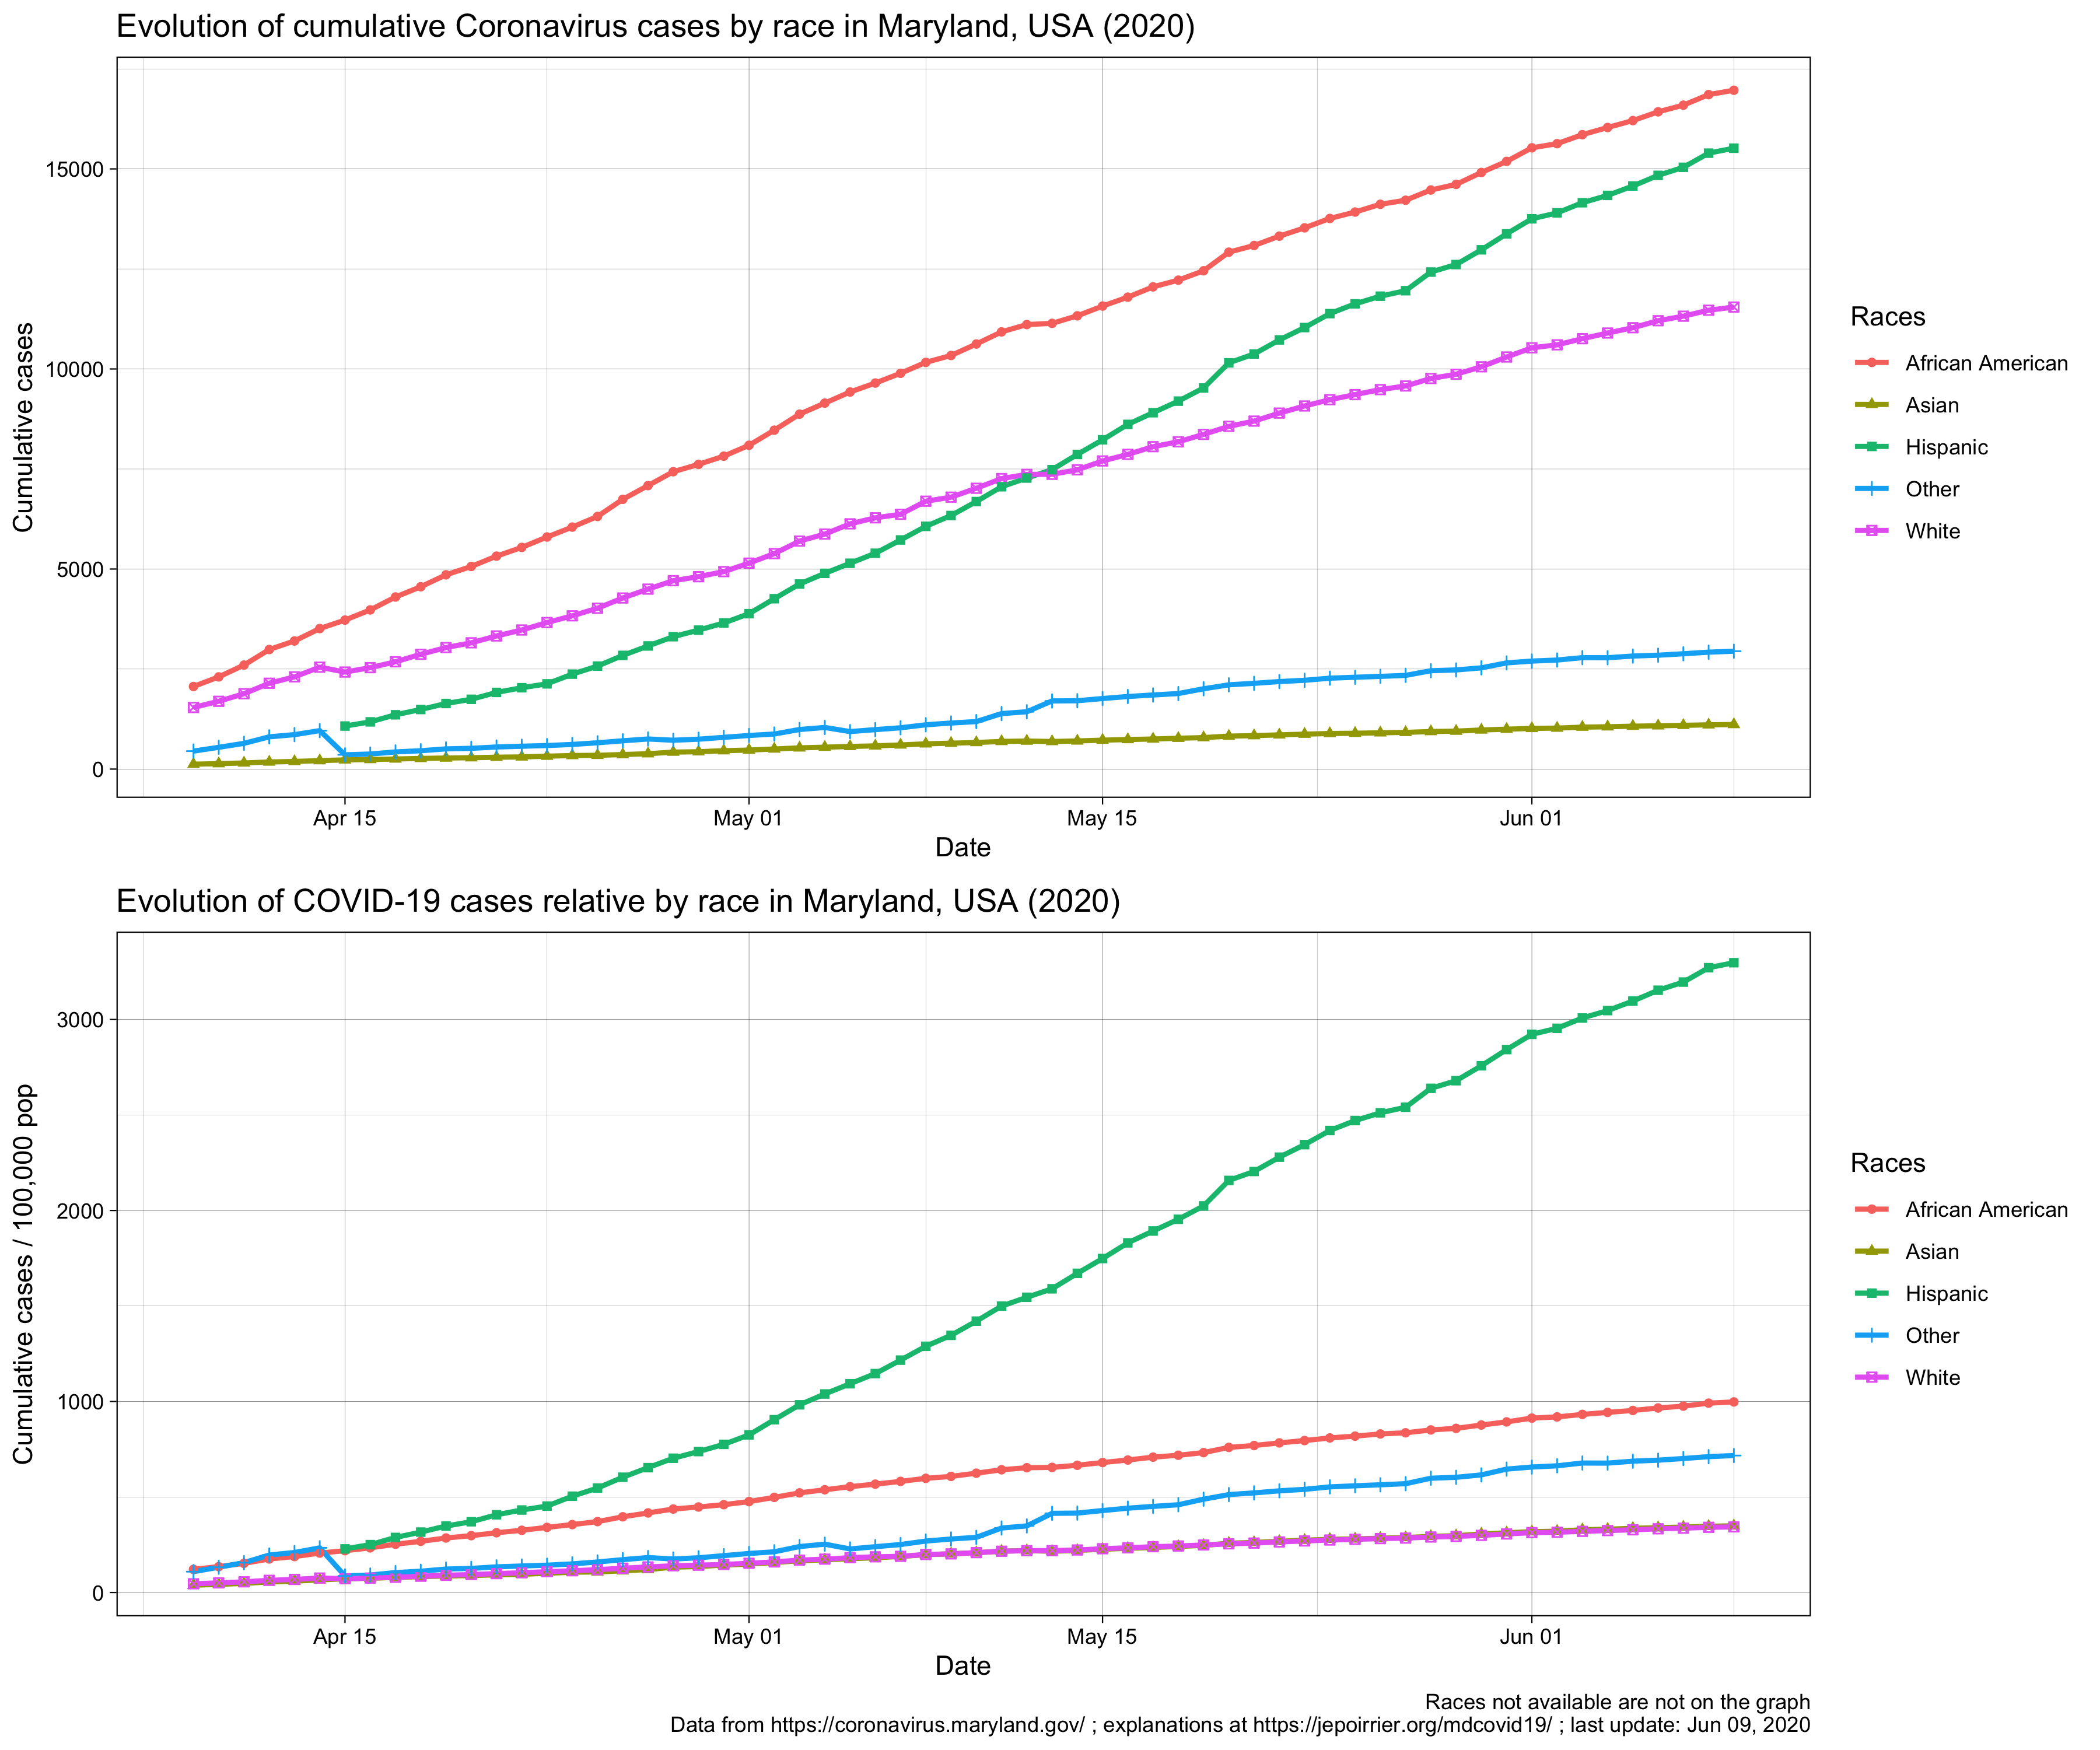 Evolution of cumulative Coronavirus cases by race in Maryland, USA (2020)
Cumulative cases
15000
10000
5000
0
Apr 15
May 01
May 15
Jun 01
Date
Races
African American
Asian
Hispanic
Other
White
Evolution of COVID-19 cases relative by race in Maryland, USA (2020)
Cumulative cases / 100,000 pop
3000
2000
1000
0
Apr 15
May 01
May 15
Jun 01
Date
Races
African American
Asian
Hispanic
Other
White
Races not available are not on the graph
Data from https://coronavirus.maryland.gov/ ; explanations at https://jepoirrier.org/mdcovid19/ ; last update: Jun 09, 2020